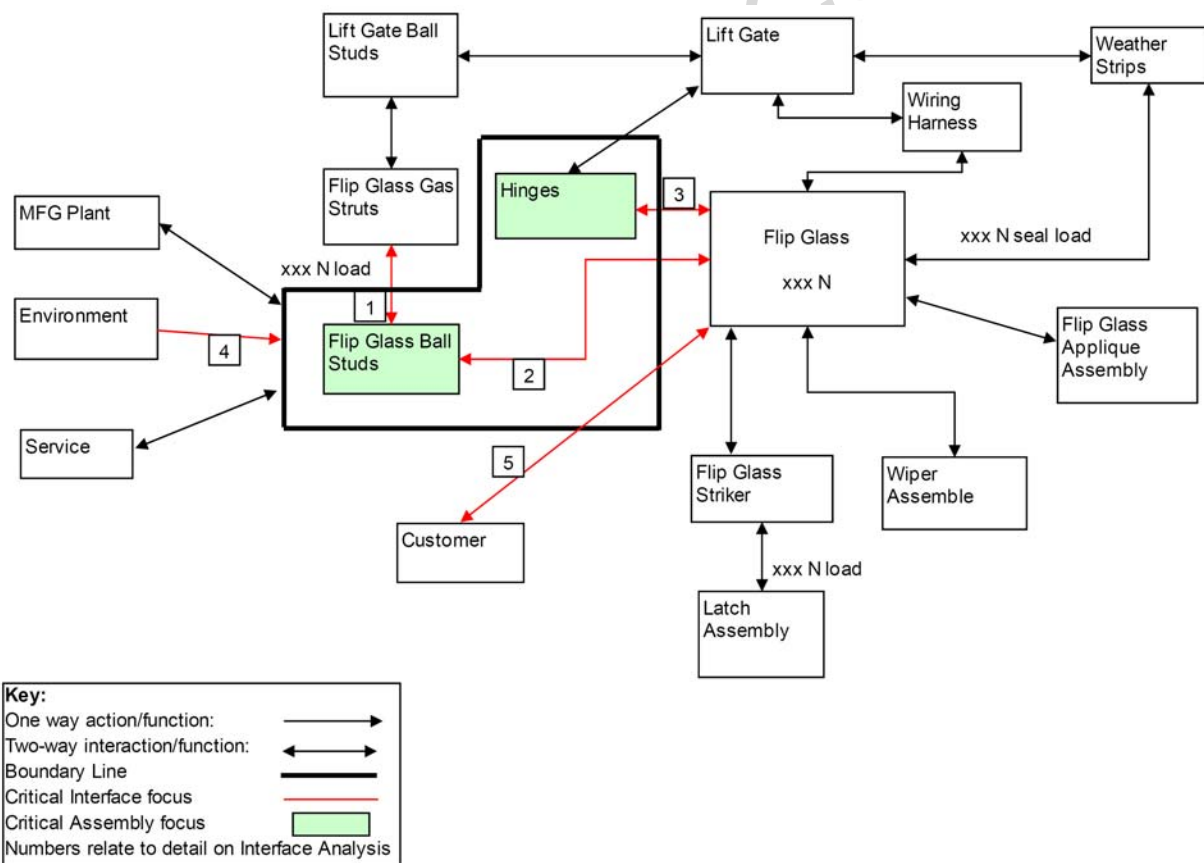 Lift Gate Ball
Studs
Lift Gate
Weather
Strips
Wiring
Harness
Flip Glass Gas
Struts
Hinges
3
MFG Plant
Flip Glass
xxx N
xxx N seal load
xxx N load
1
Environment
4
Flip Glass Ball
Studs
2
Flip Glass
Applique
Assembly
Service
5
Flip Glass
Striker
Wiper
Assemble
Customer
xxx N load
Latch
Assembly
Key:
One way action/function:
Two-way interaction/function:
Boundary Line
Critical Interface focus
Critical Assembly focus
Numbers relate to detail on Interface Analysis